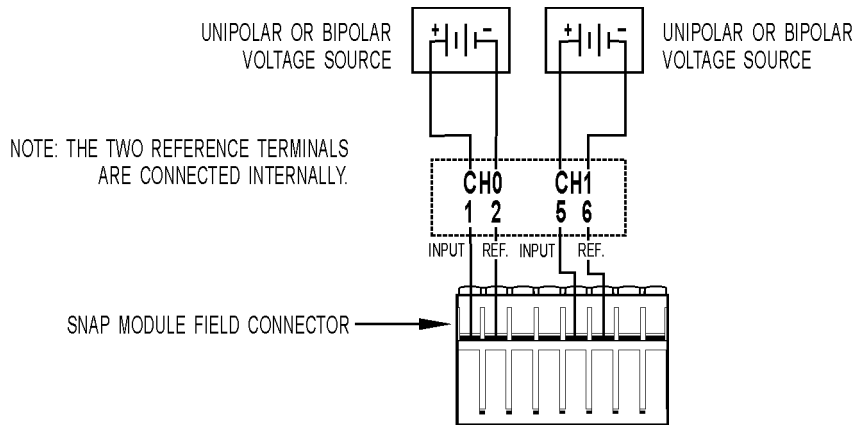 UNIPOLAR OR BIPOLAR
VOLTAGE SOURCE
+ -
+ -
UNIPOLAR OR BIPOLAR
VOLTAGE SOURCE
NOTE: THE TWO REFERENCE TERMINALS
ARE CONNECTED INTERNALLY.
CH0 CH1
1 2 5 6
INPUT REF. INPUT REF.
SNAP MODULE FIELD CONNECTOR